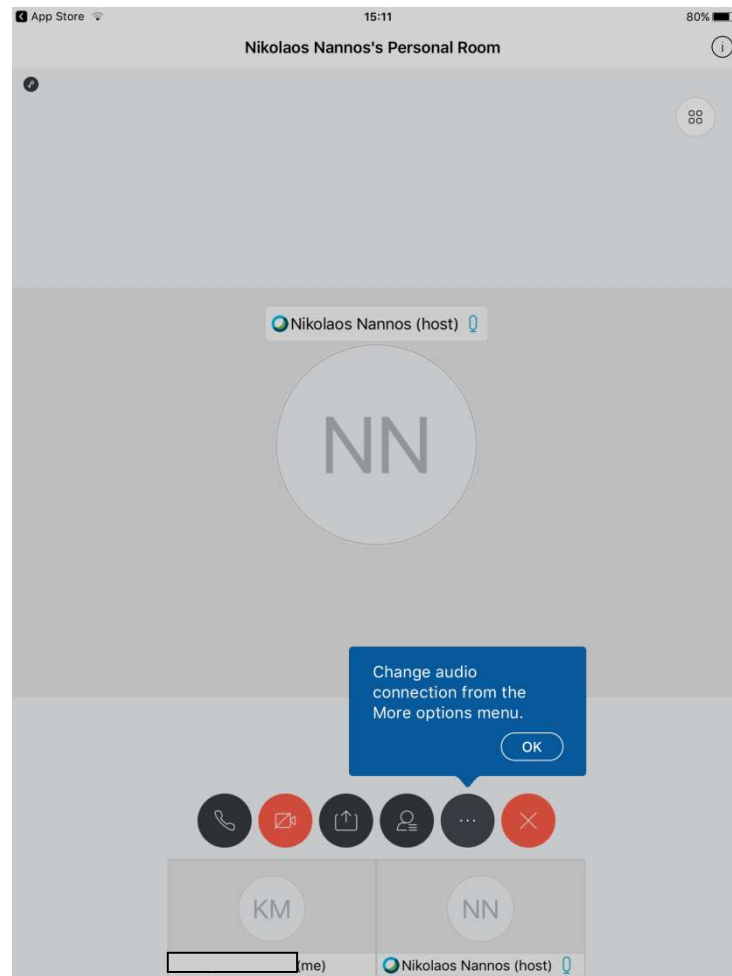 App Store
15:11
80%
Nikolaos Nannos's Personal Room
Nikolaos Nannos (host)
NN
Change audio
connection from the
More options menu.
OK
KM
NN
(me)
Nikolaos Nannos (host)